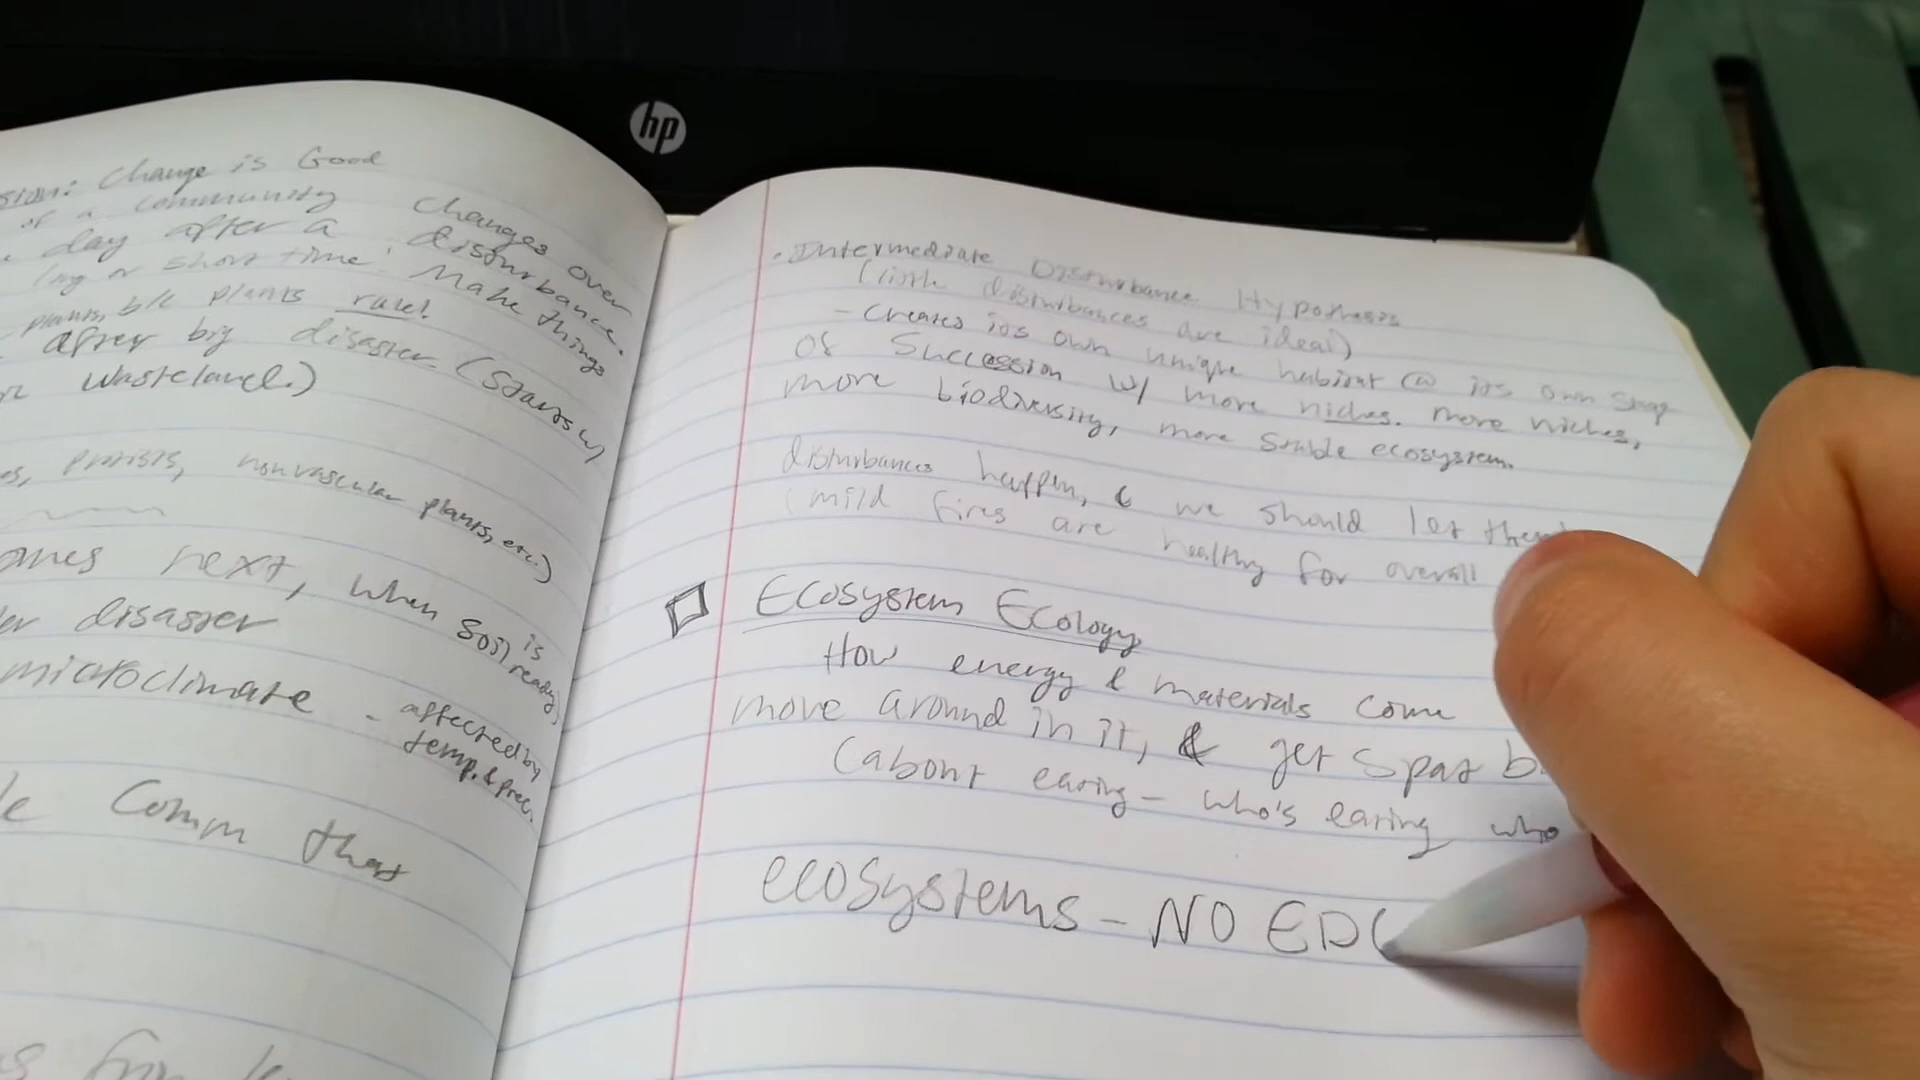 hp
Change is Good
of a community changes over
day after a disturbance.
long or short time. Make things
plants, b/c plants rule!
after big disaster. (Starts w/
wasteland.)
protists, nonvascular plants, etc.)
next, when soil is ready,
disaster
microclimate - affected by
temp. & prec.
Comm that
from
• Intermediate Disturbance Hypothesis
(little disturbances are ideal)
- Creates its own unique habitat @ its own stage
of succession w/ more niches. more niches,
more biodiversity, more stable ecosystem.
disturbances happen, & we should let them
(mild fires are healthy for overall
Ecosystem Ecology
How energy & materials come
move around in it, & get spat
(about eating - who's eating who
ecosystems - NO EDG